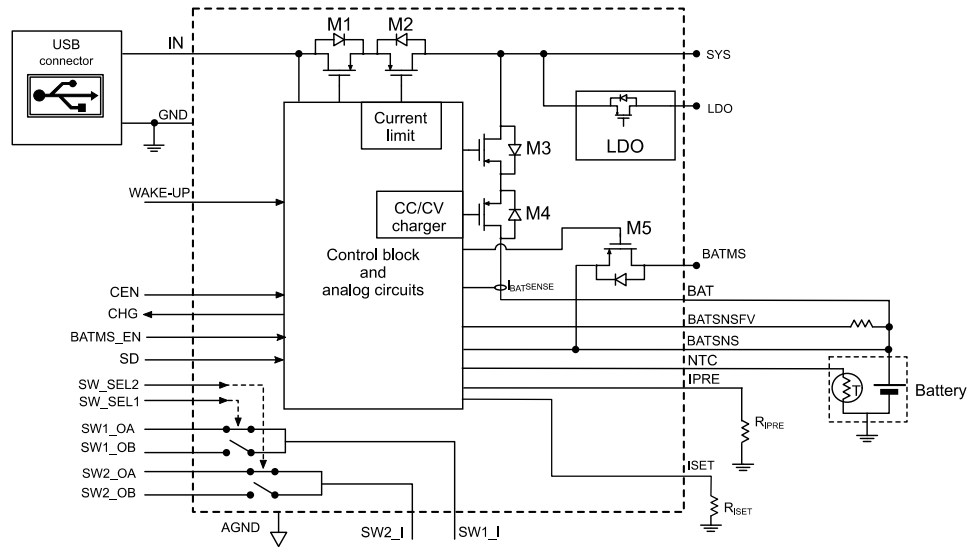 M1
M2
USB
connector
IN
SYS
GND
Current
limit
LDO
LDO
M3
WAKE-UP
CC/CV
charger
M4
M5
Control block
and
analog circuits
BATMS
IBATSENSE
CEN
BAT
CHG
BATSNSFV
BATMS_EN
BATSNS
SD
NTC
IPRE
T
Battery
SW_SEL2
SW_SEL1
RIPRE
SW1_OA
SW1_OB
SW2_OA
ISET
SW2_OB
RISET
AGND
SW2_I
SW1_I